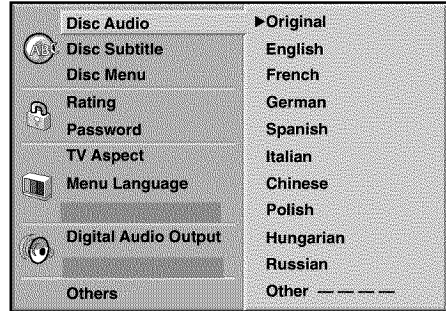 Disc Audio
Disc Subtitle
Disc Menu
Rating
Password
TV Aspect
Menu Language
Digital Audio Output
Others
ABC
▶Original
English
French
German
Spanish
Italian
Chinese
Polish
Hungarian
Russian
Other — — — —